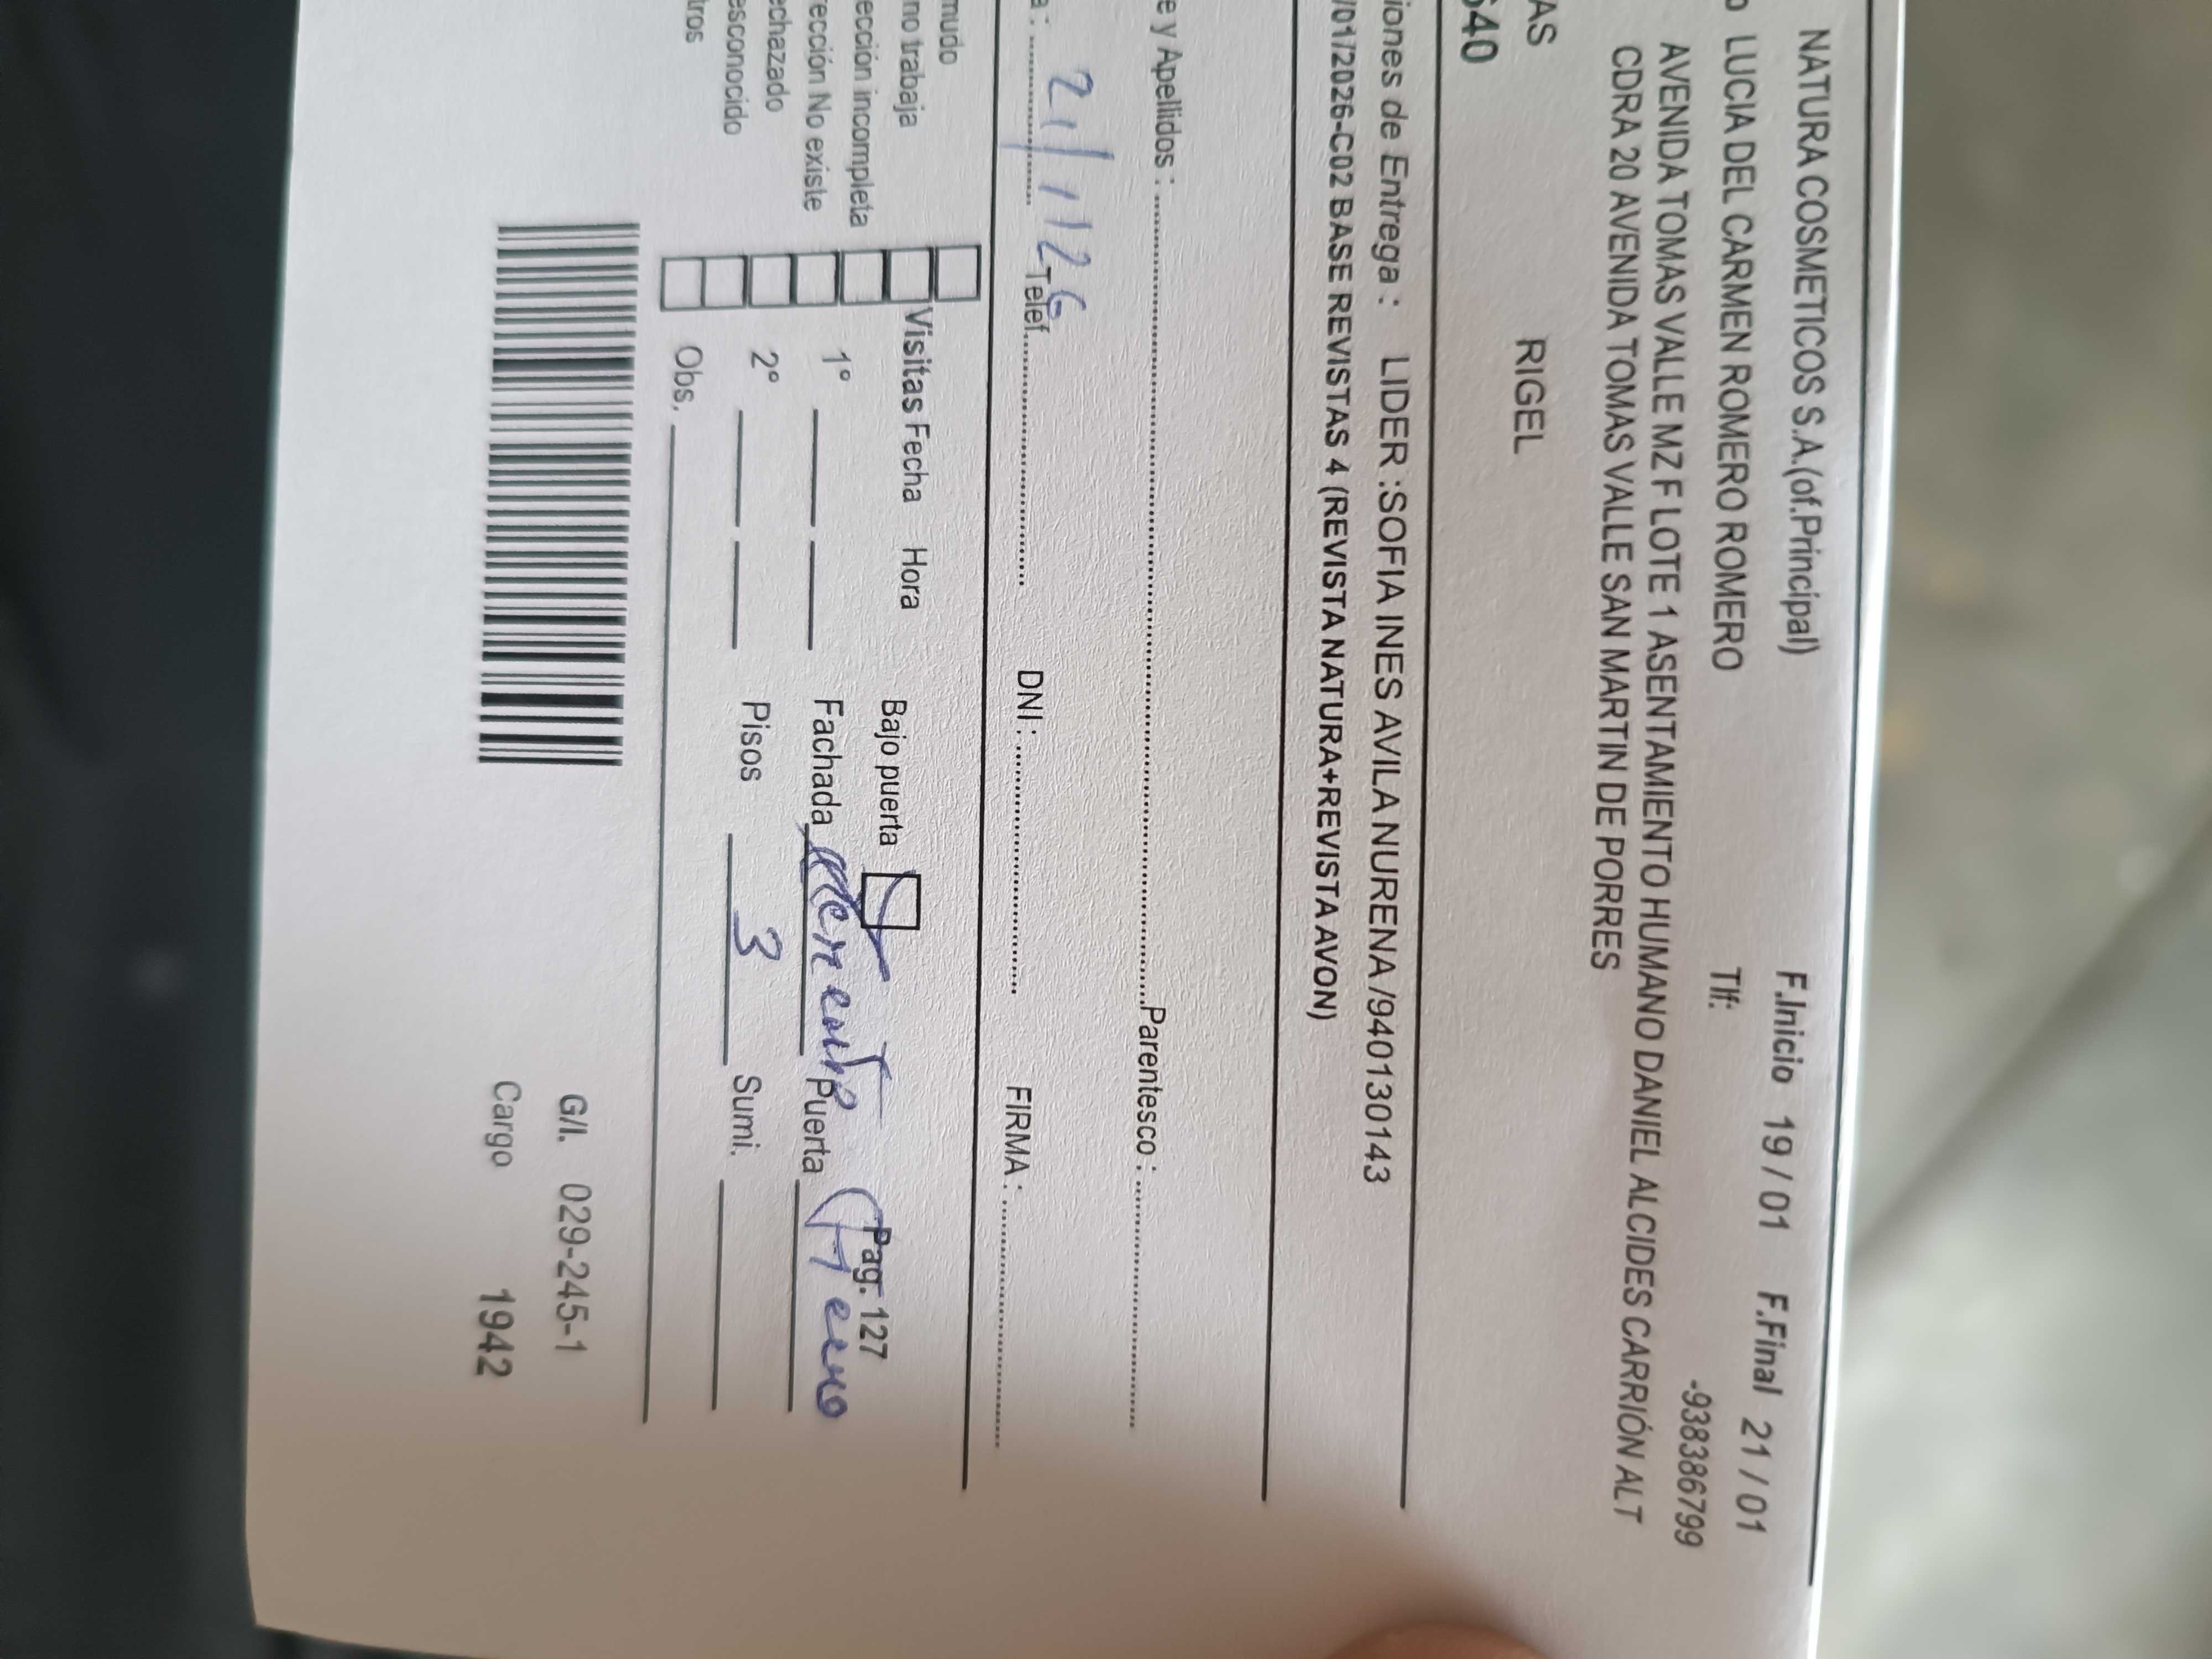 NATURA COSMETICOS S.A.(of.Principal) F.Inicio 19/01 F.Final 21/01
o LUCIA DEL CARMEN ROMERO ROMERO Tlf: -938386799
AVENIDA TOMAS VALLE MZ F LOTE 1 ASENTAMIENTO HUMANO DANIEL ALCIDES CARRIÓN ALT
CDRA 20 AVENIDA TOMAS VALLE SAN MARTIN DE PORRES
AS RIGEL
640
iones de Entrega : LIDER :SOFIA INES AVILA NURENA /940130143
/01/2026-C02 BASE REVISTAS 4 (REVISTA NATURA+REVISTA AVON)
e y Apellidos : Parentesco :
a : 21/1/26 Telef. DNI : FIRMA :
mudo
no trabaja Visitas Fecha Hora Bajo puerta Pag: 127
ección incompleta
rección No existe 1° Fachada Puerta
echazado 2° Pisos 3 Sumi.
esconocido
tros Obs.
G/I. 029-245-1
Cargo 1942